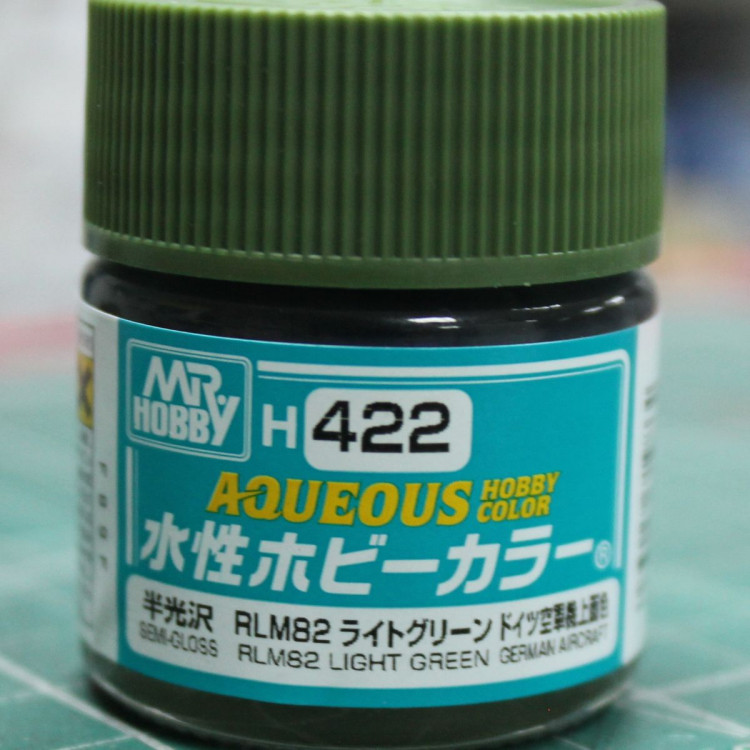 MR.
HOBBY
H 422
AQUEOUS HOBBY COLOR
水性ホビーカラー®
半光沢 RLM82 ライトグリーン ドイツ空軍機上面色
SEMI-GLOSS RLM82 LIGHT GREEN GERMAN AIRCRAFT